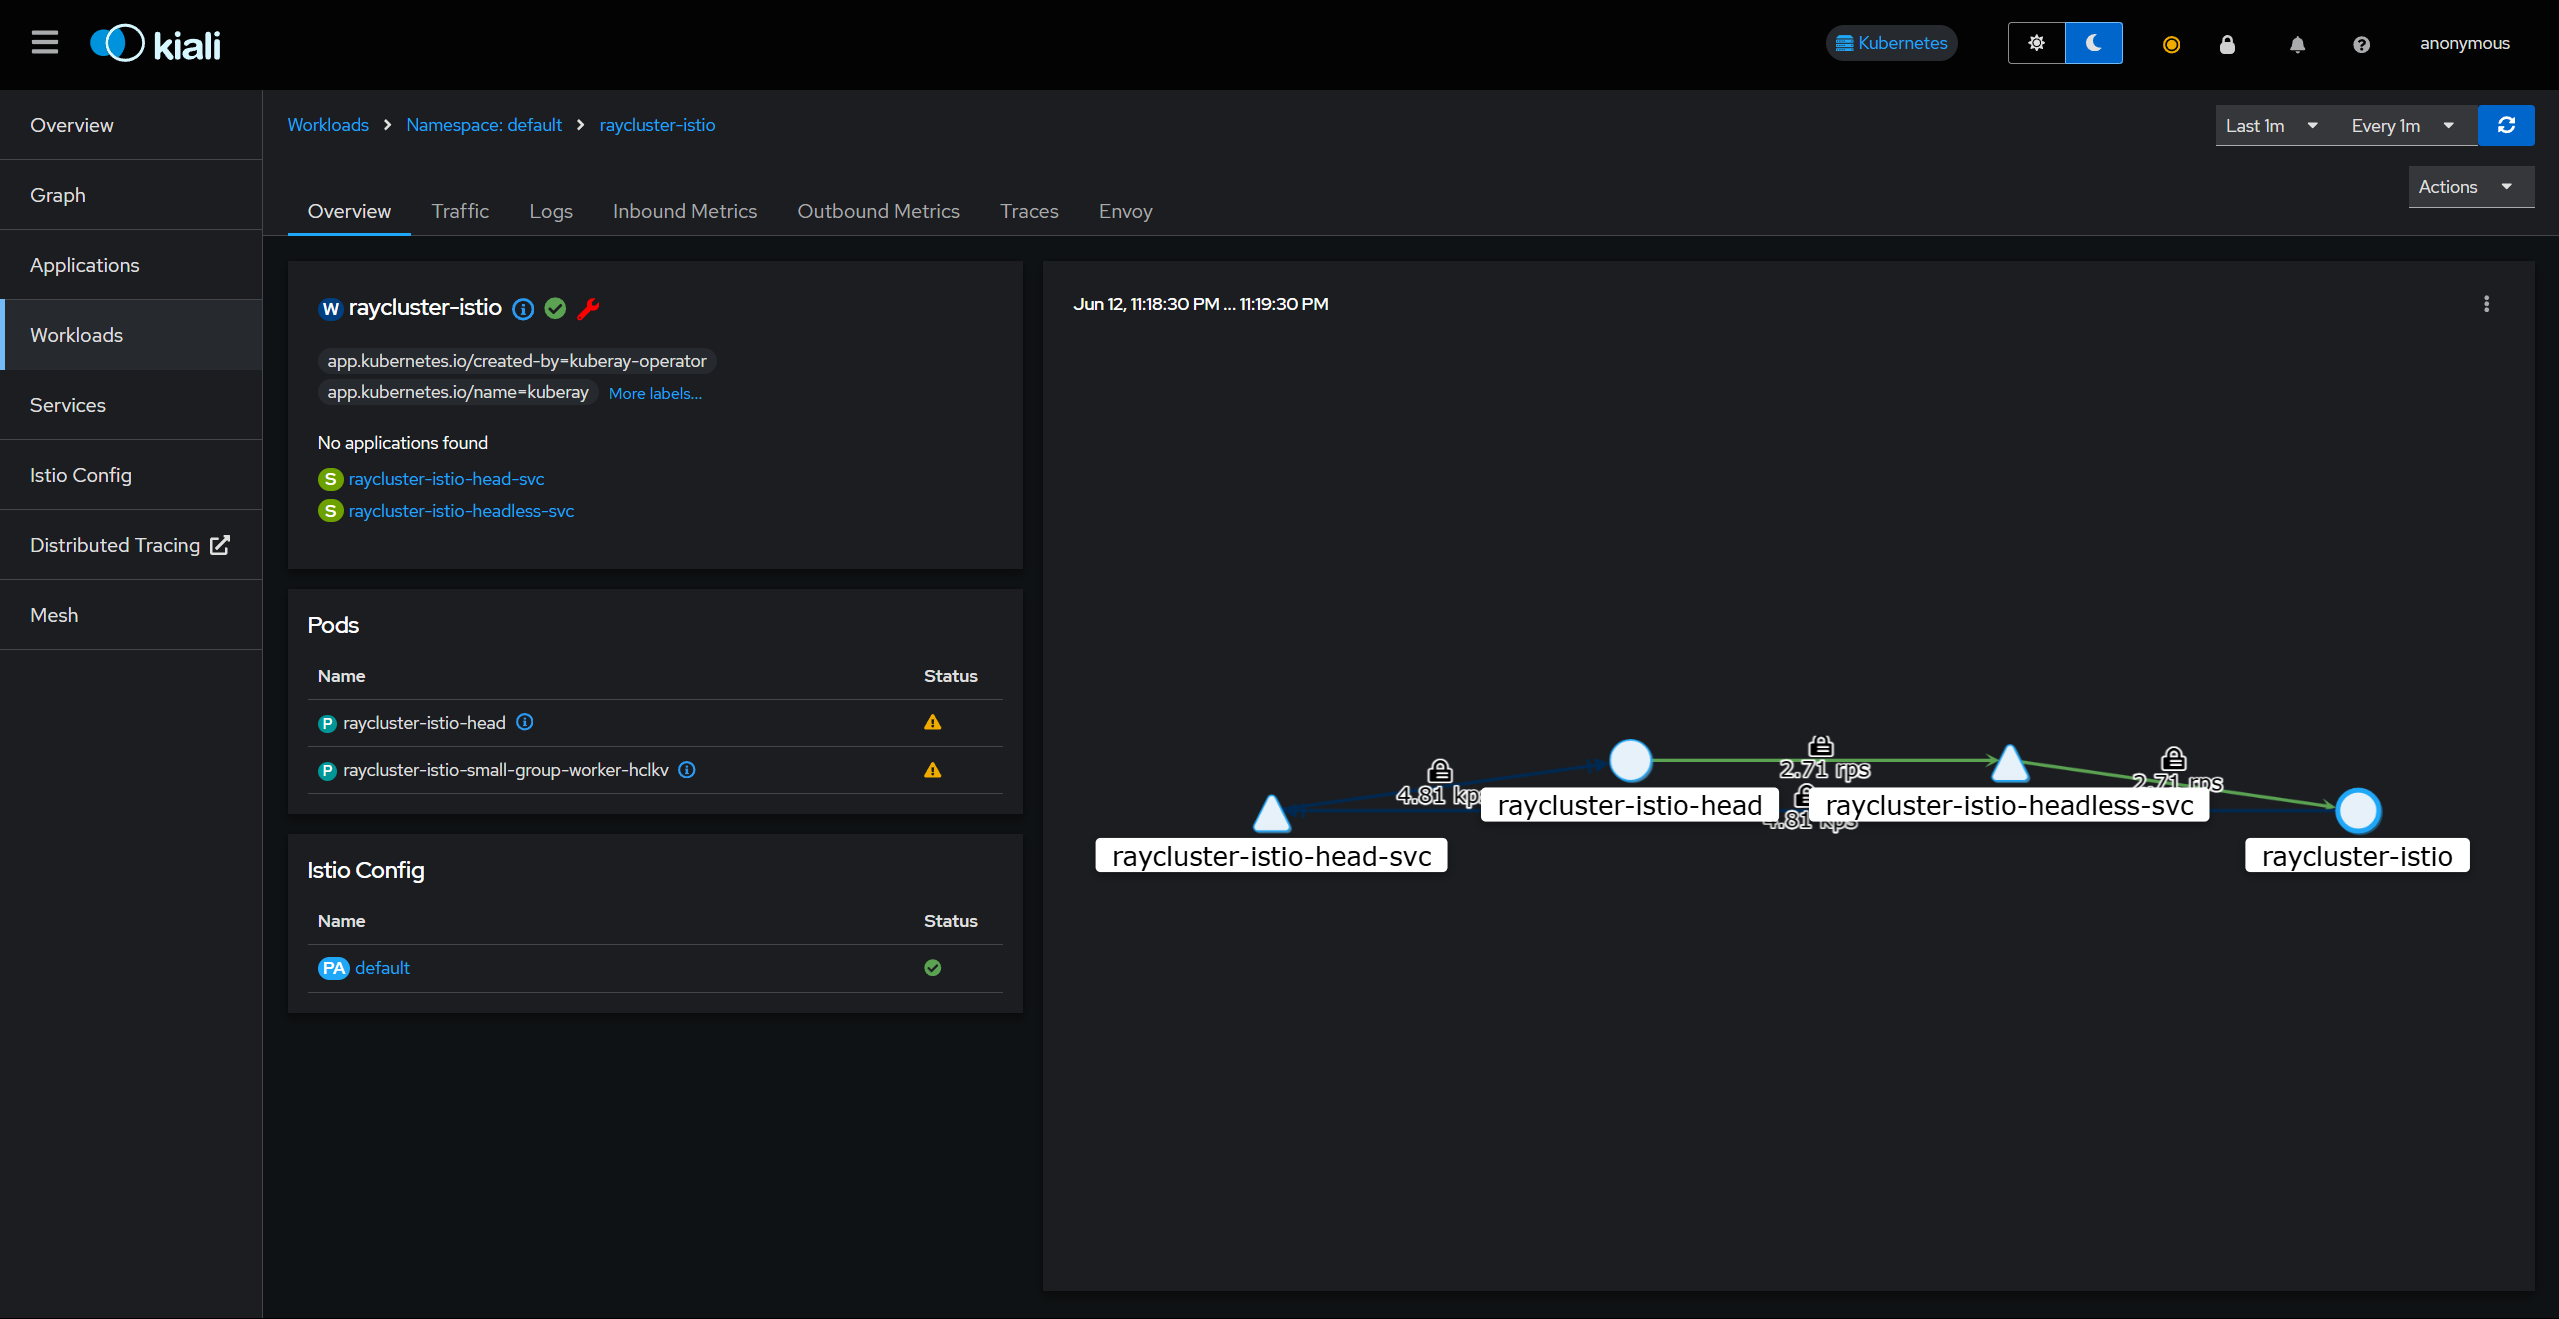 kiali
Kubernetes
anonymous
Overview
Graph
Applications
Workloads
Services
Istio Config
Distributed Tracing
Mesh
Workloads > Namespace: default > raycluster-istio
Last 1m
Every 1m
Actions
Overview Traffic Logs Inbound Metrics Outbound Metrics Traces Envoy
W raycluster-istio
app.kubernetes.io/created-by=kuberay-operator
app.kubernetes.io/name=kuberay More labels...
No applications found
S raycluster-istio-head-svc
S raycluster-istio-headless-svc
Pods
Name Status
P raycluster-istio-head
P raycluster-istio-small-group-worker-hclkv
Istio Config
Name Status
PA default
Jun 12, 11:18:30 PM ... 11:19:30 PM
2.71 rps
2.71 rps
4.81 kps
raycluster-istio-head
raycluster-istio-headless-svc
4.81 kps
raycluster-istio-head-svc
raycluster-istio